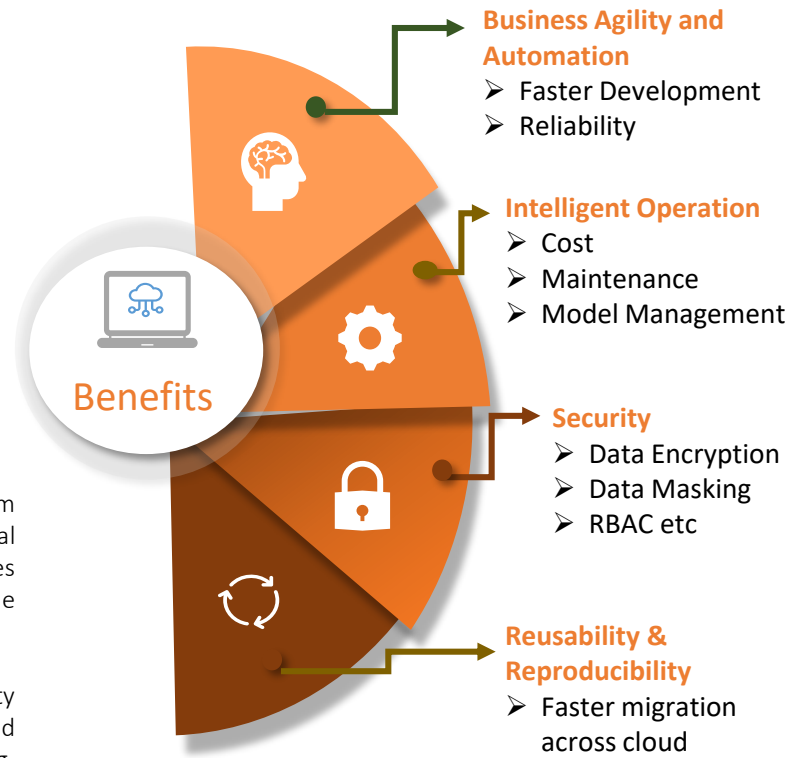 Business Agility and
Automation
➢ Faster Development
➢ Reliability
Intelligent Operation
➢ Cost
➢ Maintenance
➢ Model Management
Benefits
Security
➢ Data Encryption
➢ Data Masking
➢ RBAC etc
Reusability &
Reproducibility
➢ Faster migration
across cloud